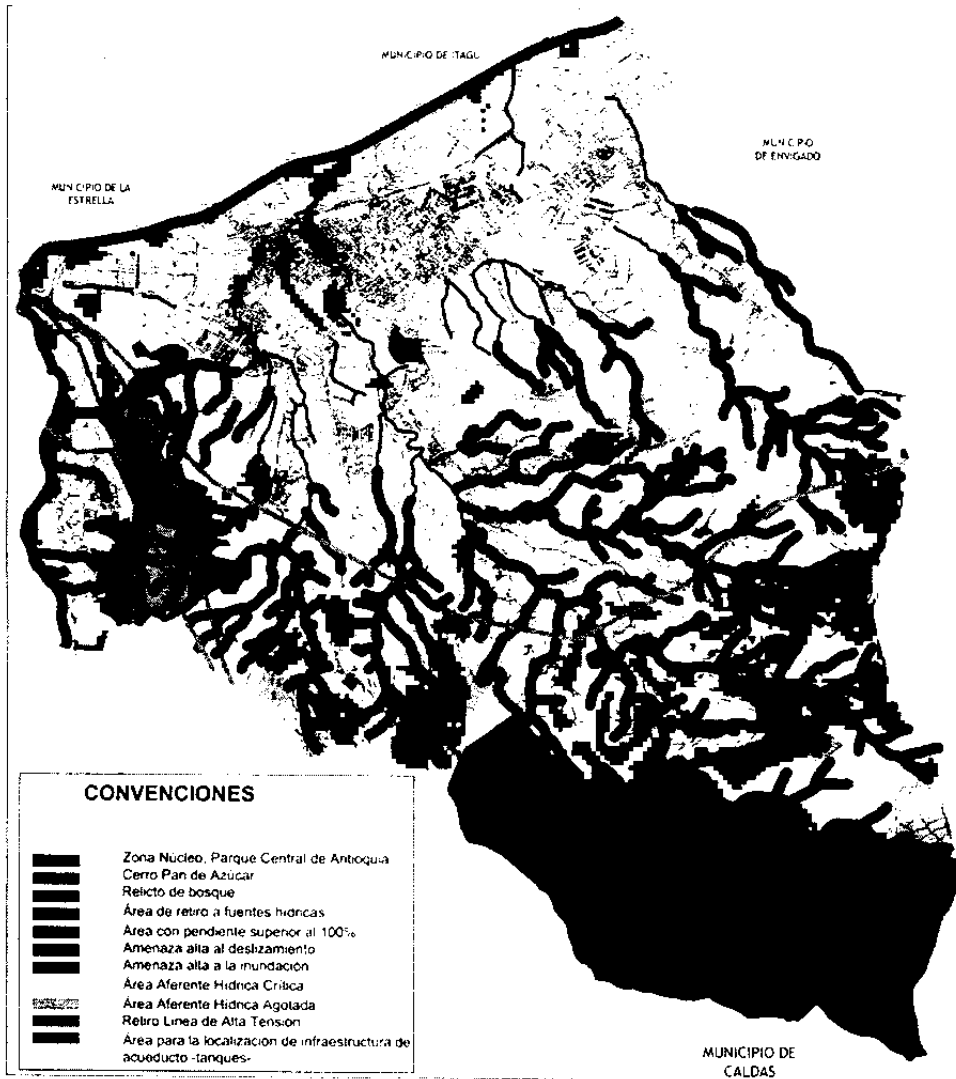 MUNICIPIO DE ITAGU
MUNICIPIO
DE ENVIGADO
MUNICIPIO DE LA
ESTRELLA
CONVENCIONES
Zona Núcleo, Parque Central de Antioquia
Cerro Pan de Azúcar
Relicto de bosque
Área de retiro a fuentes hídricas
Área con pendiente superior al 100%
Amenaza alta al deslizamiento
Amenaza alta a la inundación
Área Aferente Hídrica Crítica
Área Aferente Hídrica Agotada
Retiro Linea de Alta Tensión
Área para la localización de infraestructura de
acueducto -tanques-
MUNICIPIO DE
CALDAS